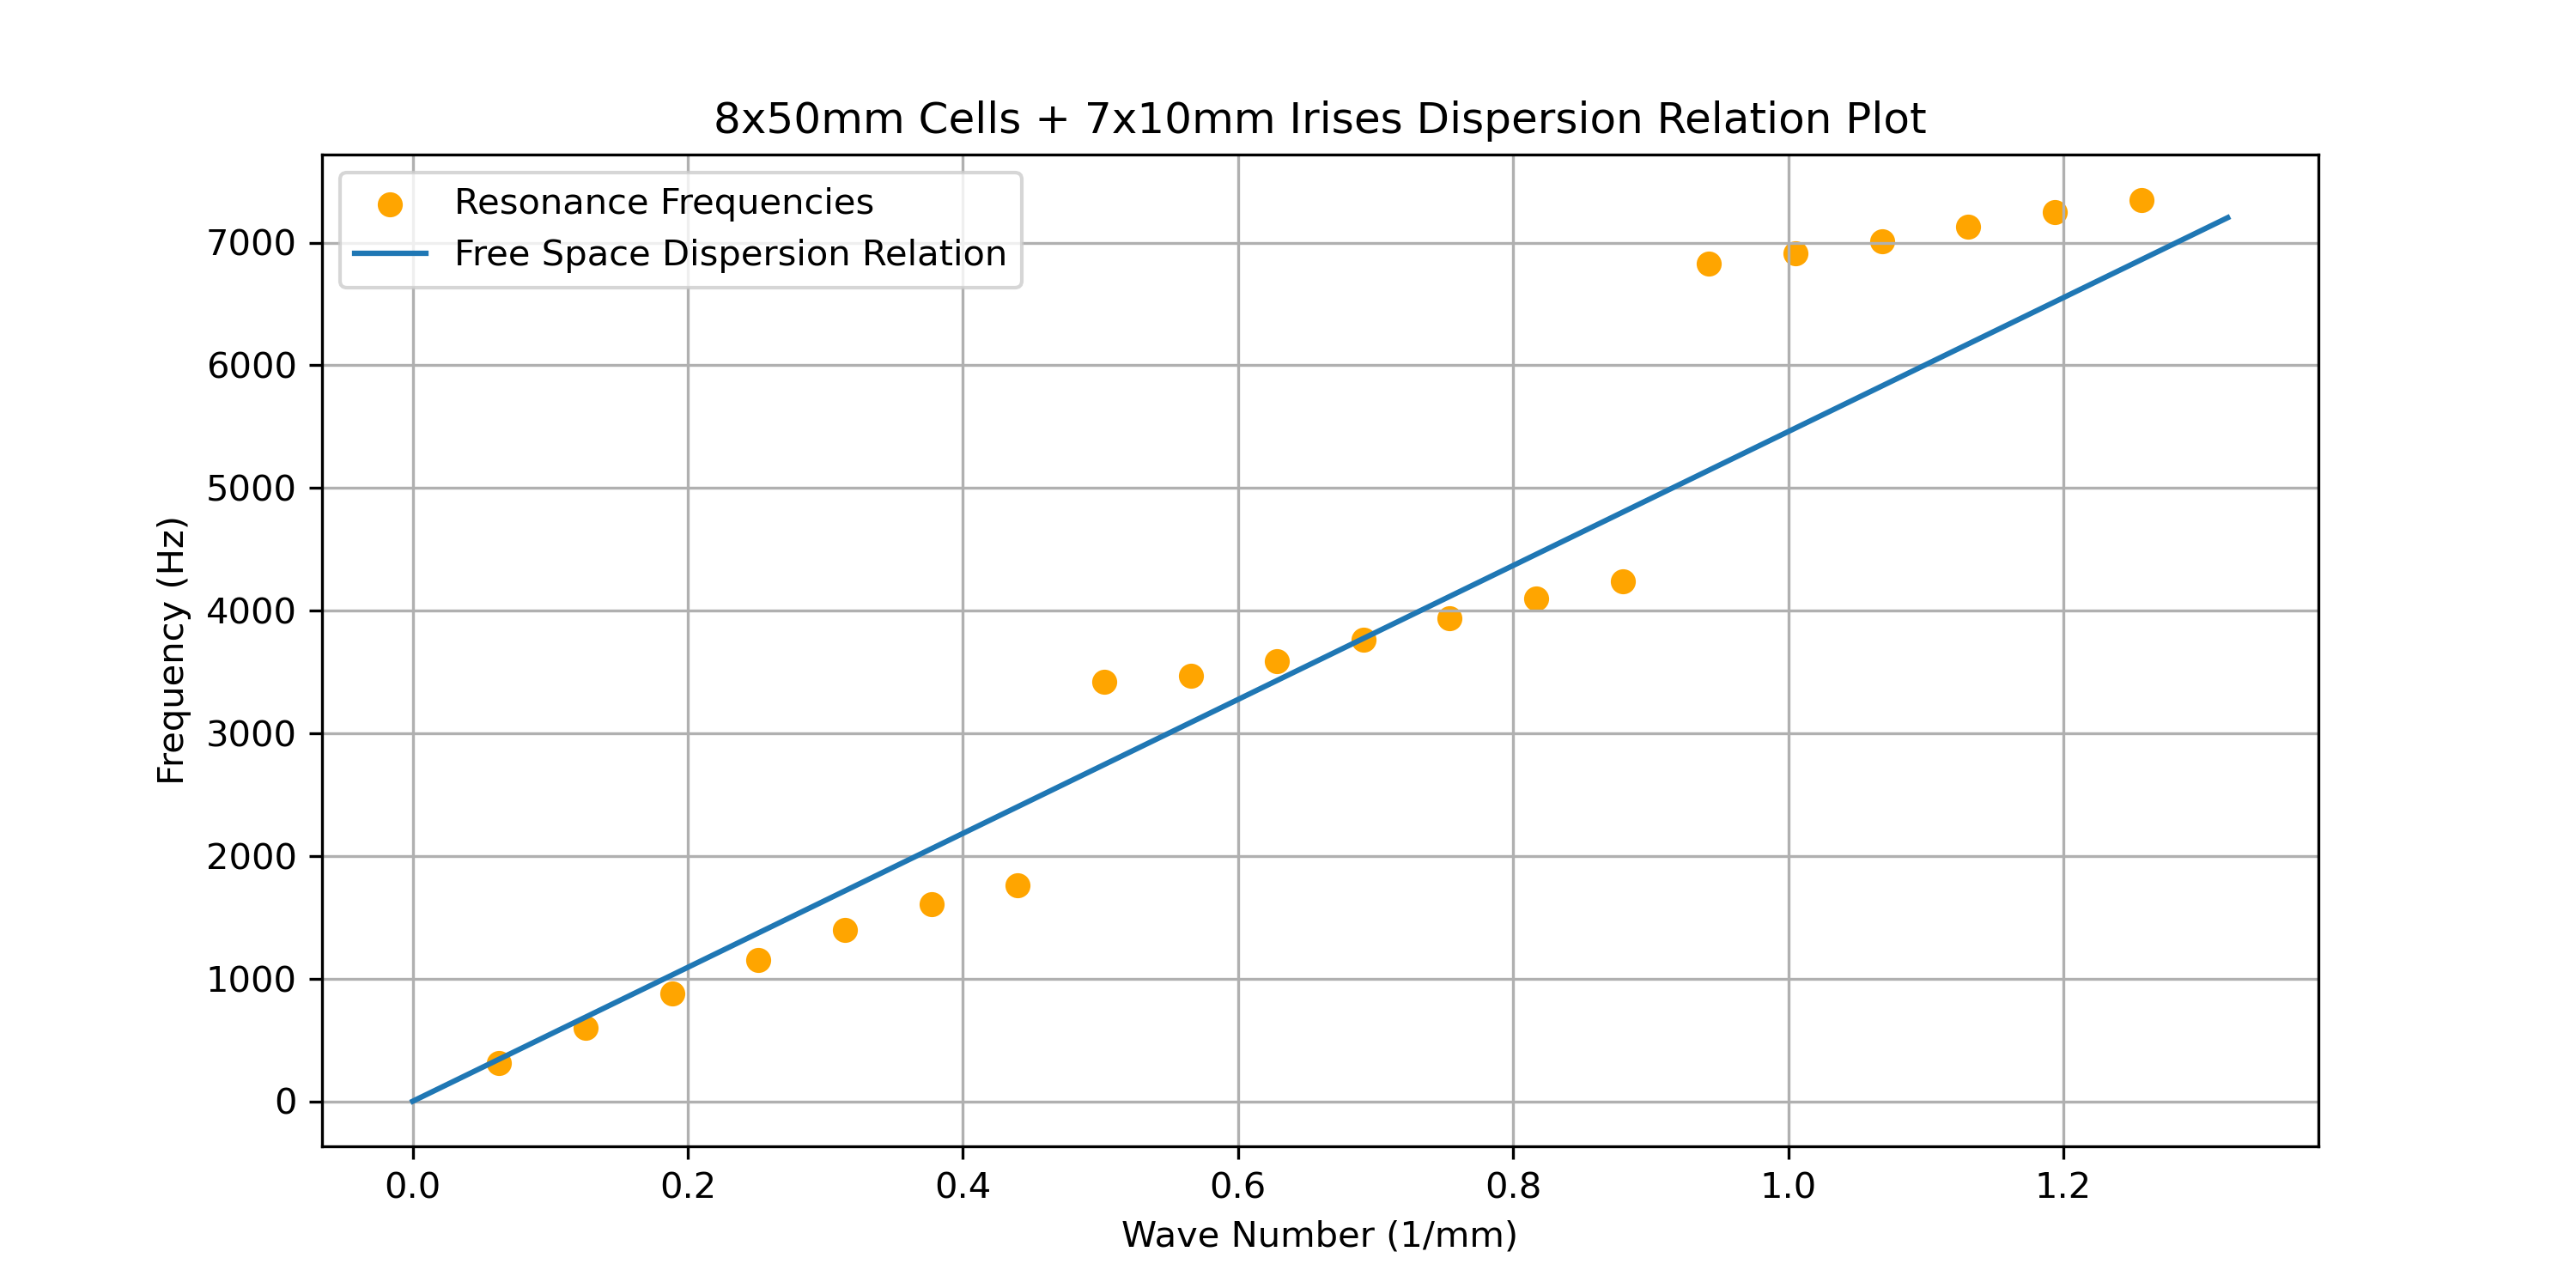 8x50mm Cells + 7x10mm Irises Dispersion Relation Plot
Resonance Frequencies
Free Space Dispersion Relation
7000
6000
5000
4000
3000
2000
1000
0
Frequency (Hz)
0.0 0.2 0.4 0.6 0.8 1.0 1.2
Wave Number (1/mm)